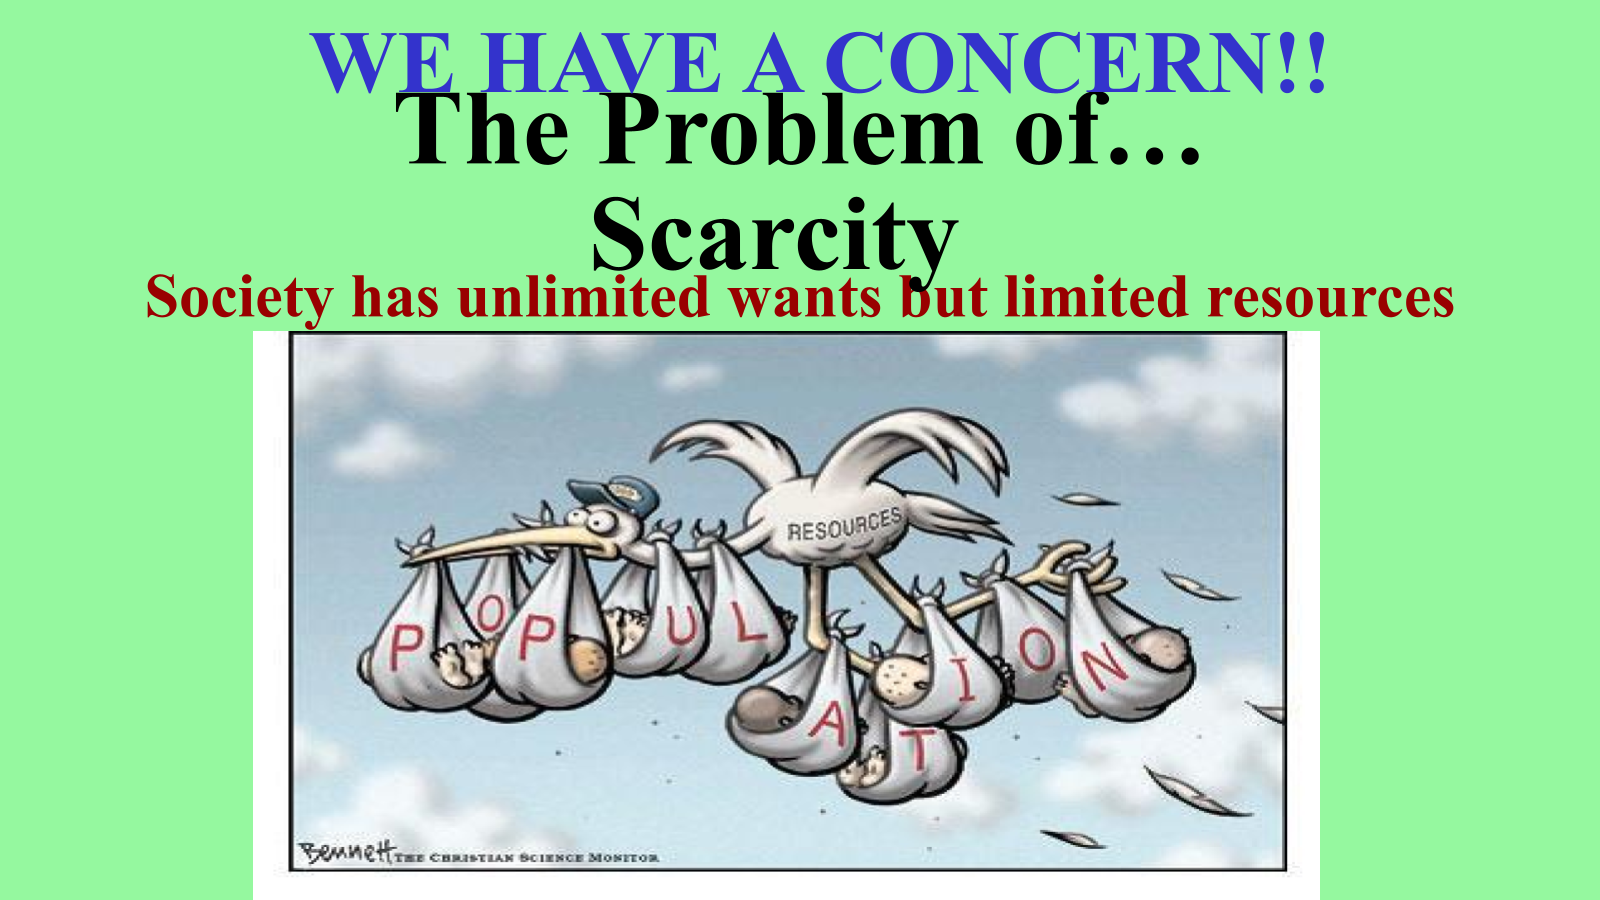 WE HAVE A CONCERN!!
The Problem of…
Scarcity
Society has unlimited wants but limited resources
RESOURCES
POPULATION
Bennett THE CHRISTIAN SCIENCE MONITOR